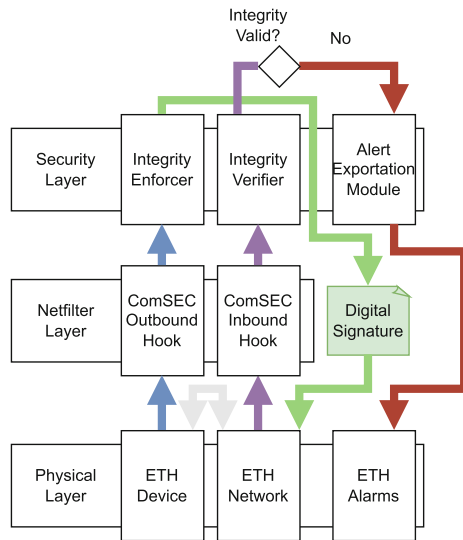 Integrity
Valid?
No
Security
Layer
Integrity
Enforcer
Integrity
Verifier
Alert
Exportation
Module
Netfilter
Layer
ComSEC
Outbound
Hook
ComSEC
Inbound
Hook
Digital
Signature
Physical
Layer
ETH
Device
ETH
Network
ETH
Alarms